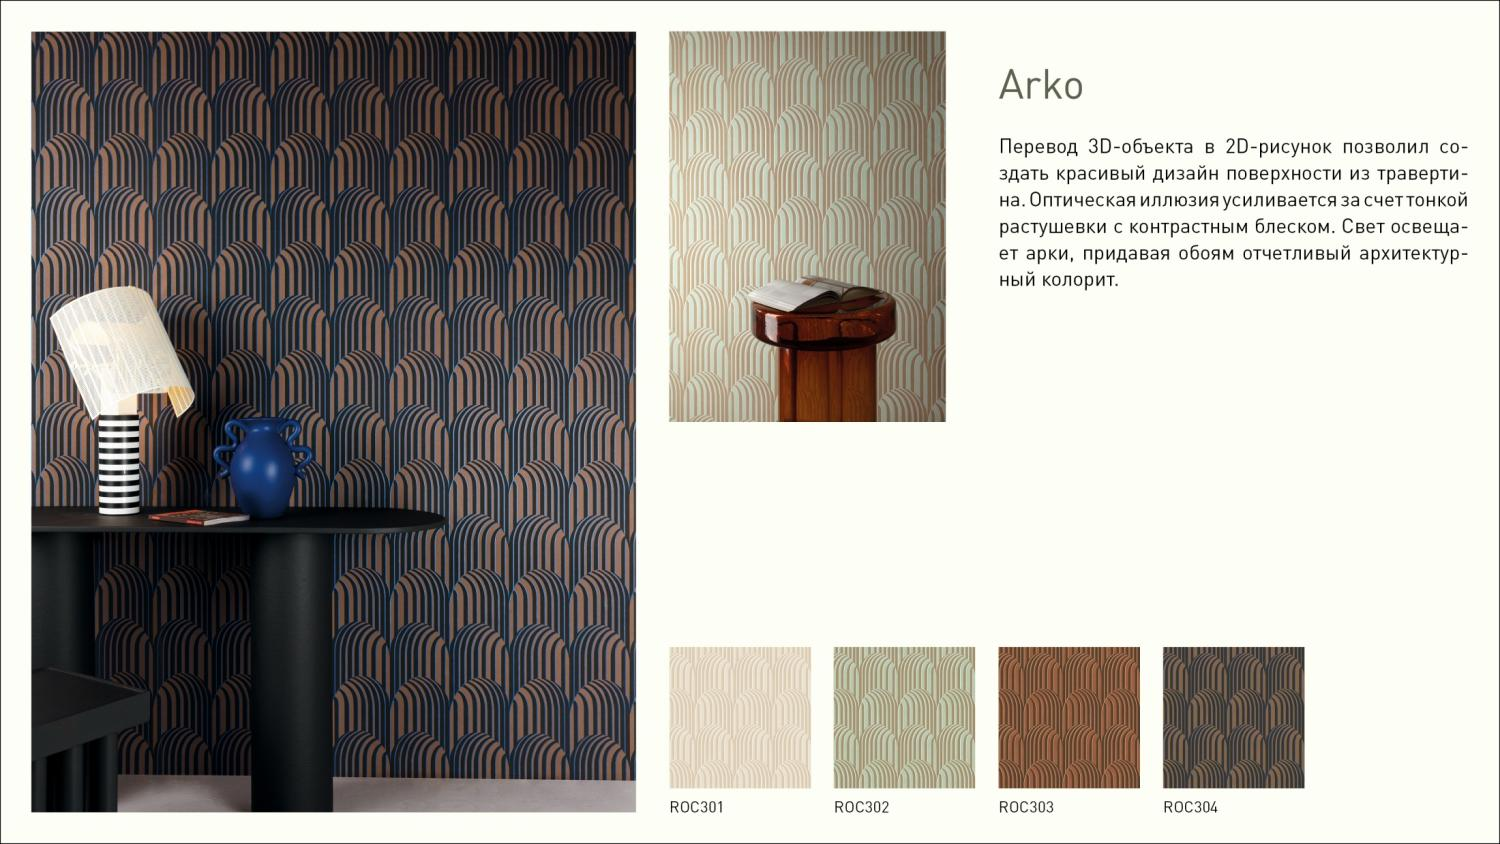 Arko
Перевод 3D-объекта в 2D-рисунок позволил со-
здать красивый дизайн поверхности из траверти-
на. Оптическая иллюзия усиливается за счет тонкой
растушевки с контрастным блеском. Свет освеща-
ет арки, придавая обоям отчетливый архитектур-
ный колорит.
ROC301
ROC302
ROC303
ROC304